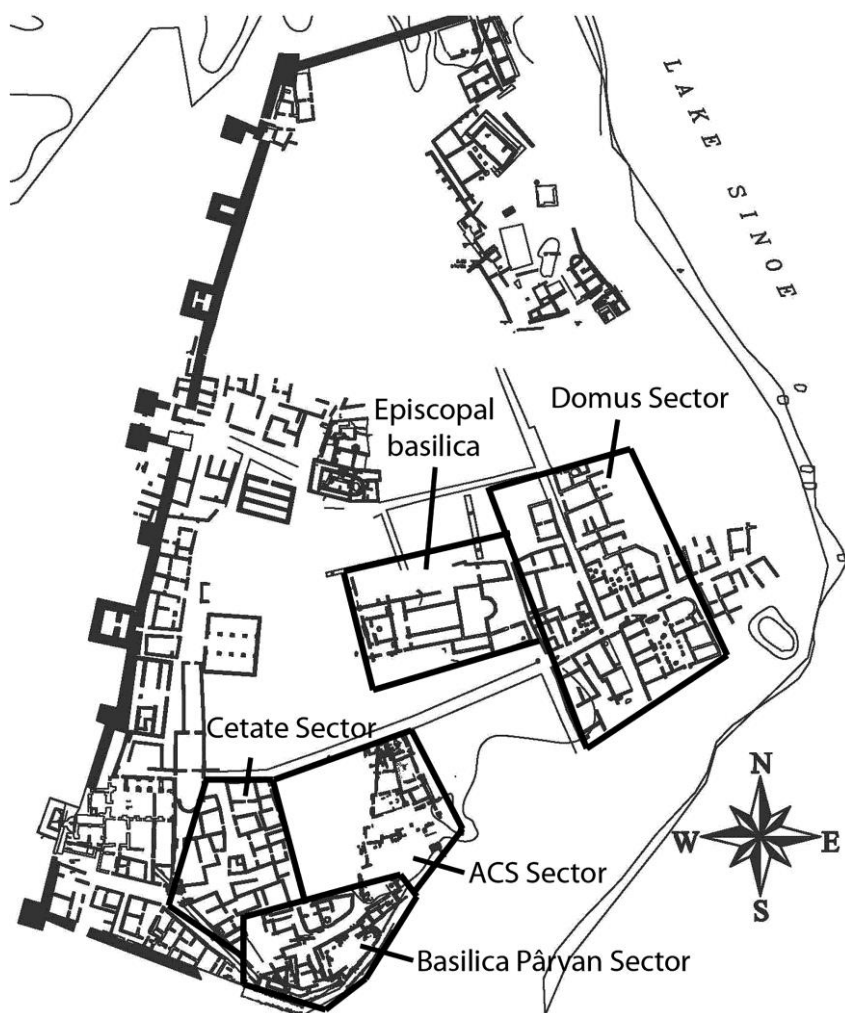 LAKE SINOE
Domus Sector
Episcopal
basilica
Cetate Sector
N
W
E
S
ACS Sector
Basilica Pârvan Sector